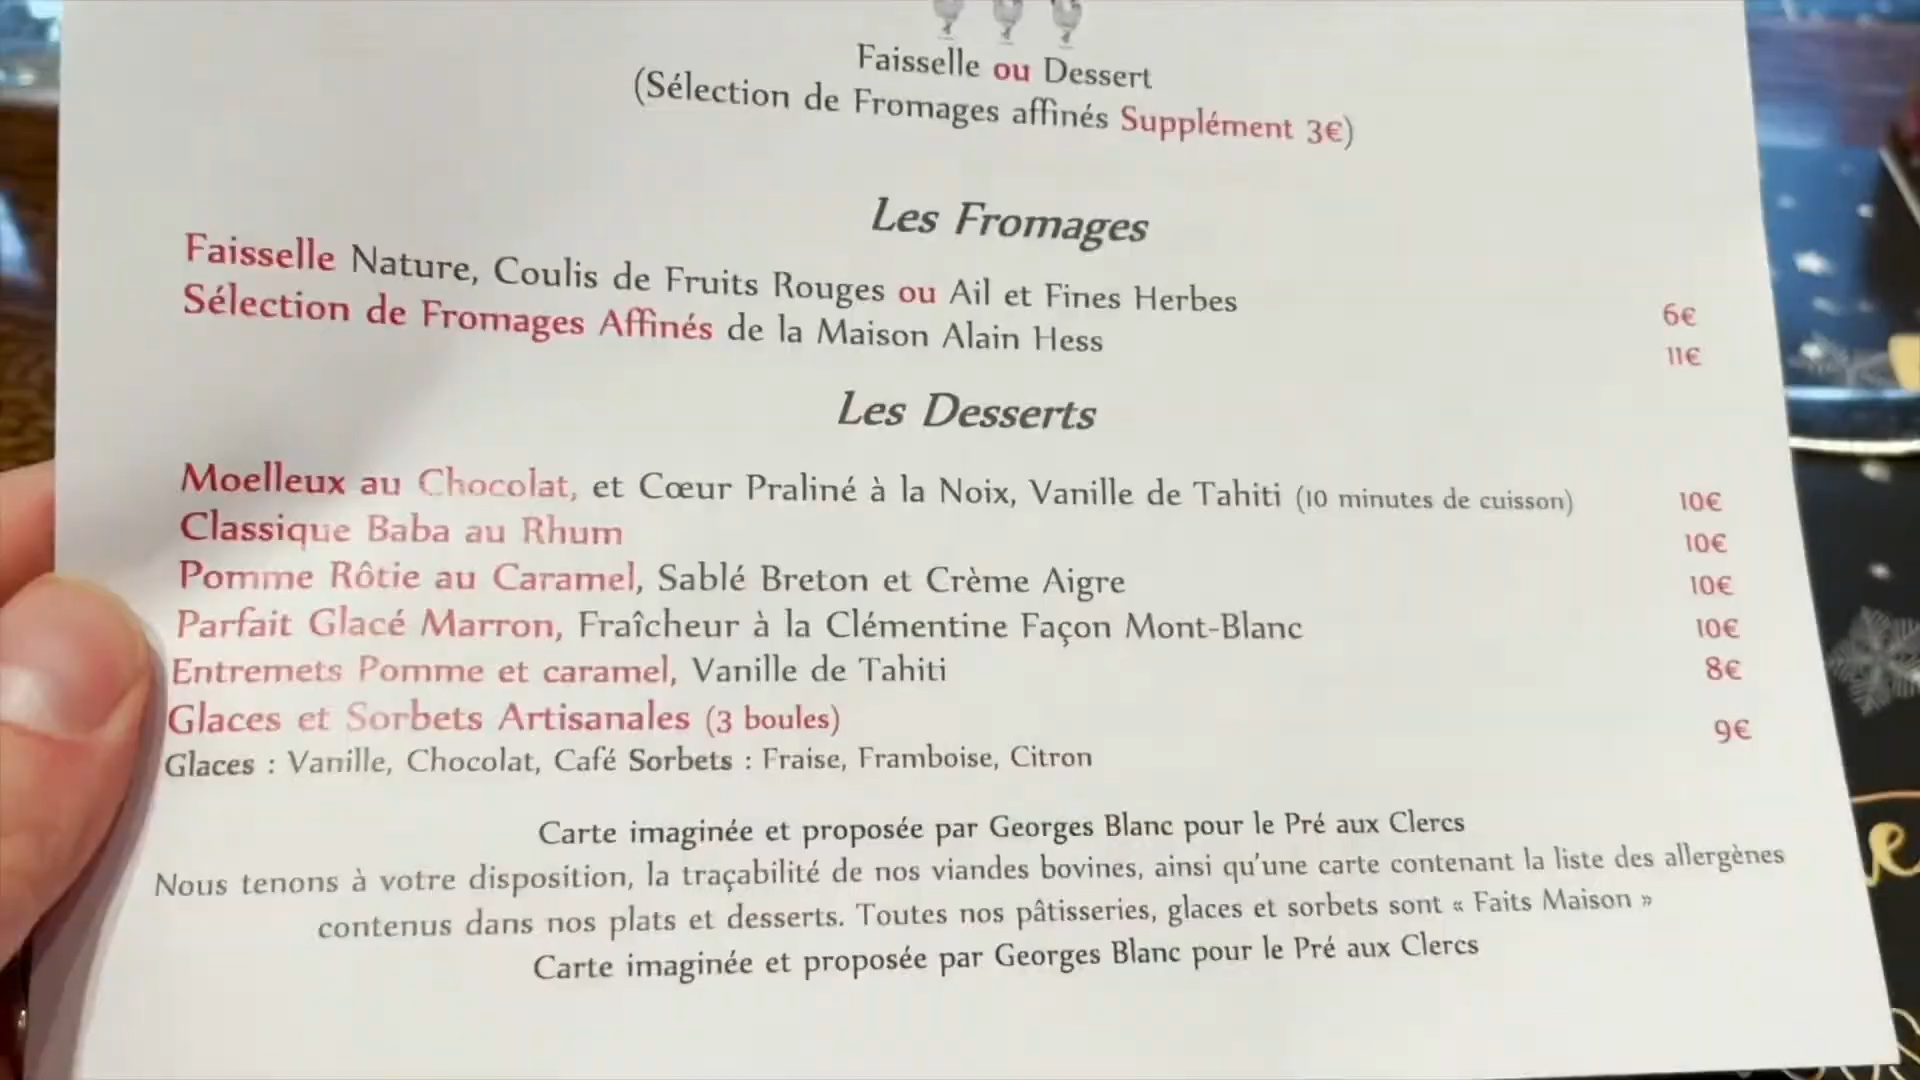 Faisselle ou Dessert
(Sélection de Fromages affinés Supplément 3€)
Les Fromages
Faisselle Nature, Coulis de Fruits Rouges ou Ail et Fines Herbes 6€
Sélection de Fromages Affinés de la Maison Alain Hess 11€
Les Desserts
Moelleux au Chocolat, et Cœur Praliné à la Noix, Vanille de Tahiti (10 minutes de cuisson) 10€
Classique Baba au Rhum 10€
Pomme Rôtie au Caramel, Sablé Breton et Crème Aigre 10€
Parfait Glacé Marron, Fraîcheur à la Clémentine Façon Mont-Blanc 10€
Entremets Pomme et caramel, Vanille de Tahiti 8€
Glaces et Sorbets Artisanales (3 boules) 9€
Glaces : Vanille, Chocolat, Café Sorbets : Fraise, Framboise, Citron
Carte imaginée et proposée par Georges Blanc pour le Pré aux Clercs
Nous tenons à votre disposition, la traçabilité de nos viandes bovines, ainsi qu'une carte contenant la liste des allergènes
contenus dans nos plats et desserts. Toutes nos pâtisseries, glaces et sorbets sont « Faits Maison »
Carte imaginée et proposée par Georges Blanc pour le Pré aux Clercs